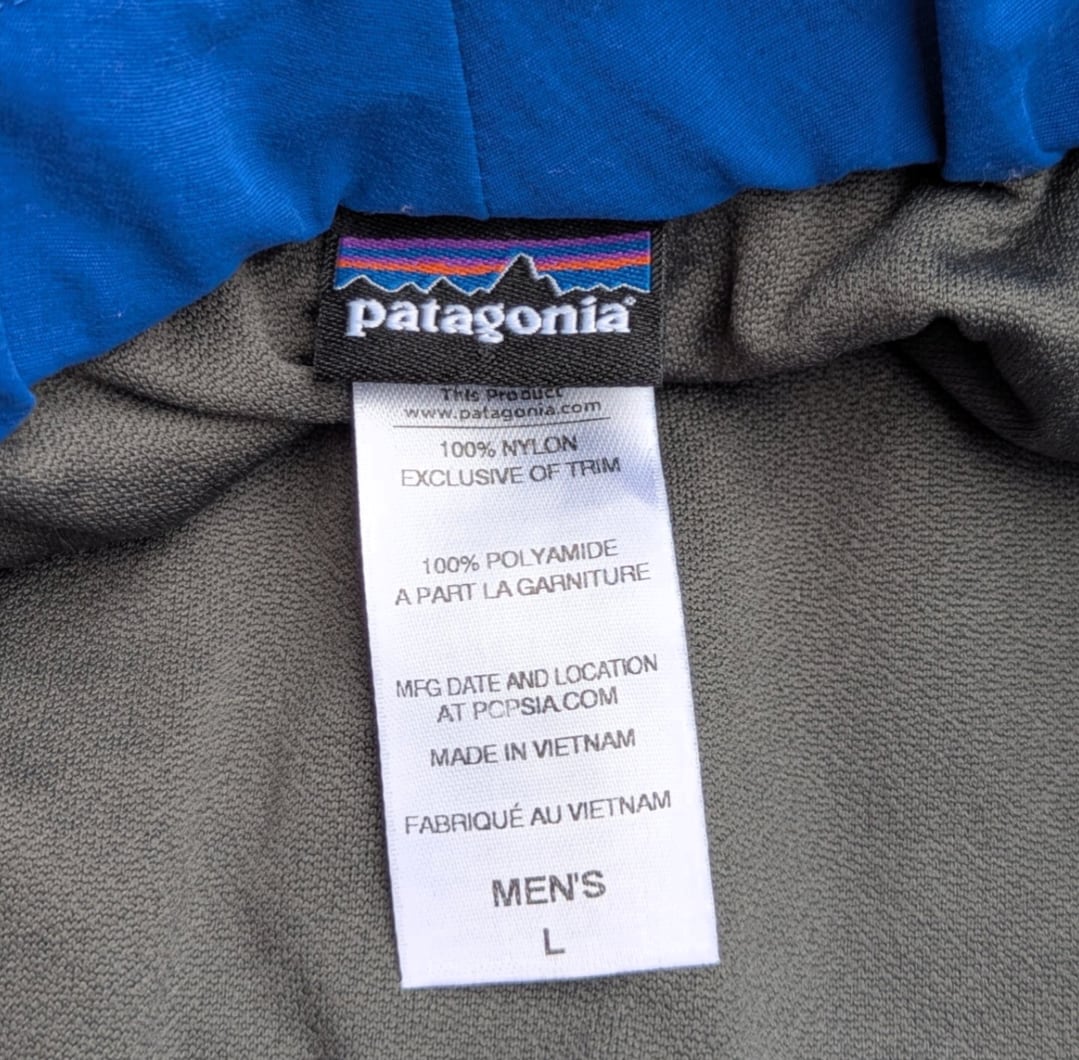 patagonia®
This Product
www.patagonia.com
100% NYLON
EXCLUSIVE OF TRIM
100% POLYAMIDE
A PART LA GARNITURE
MFG DATE AND LOCATION
AT PCPSIA.COM
MADE IN VIETNAM
FABRIQUÉ AU VIETNAM
MEN'S
L